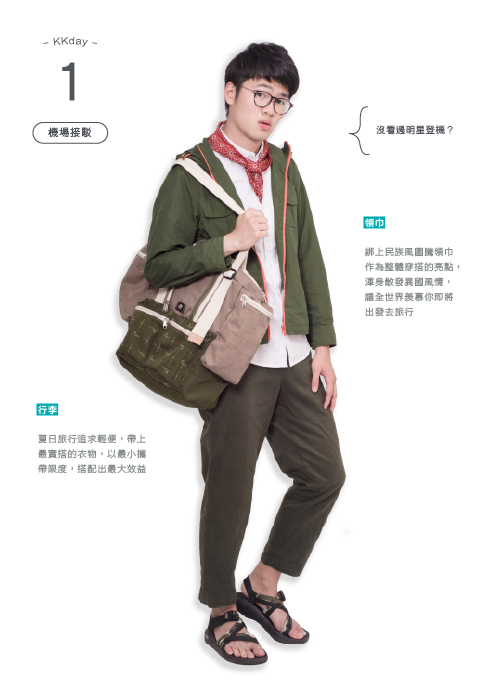 ~ KKday ~
1
機場接駁
沒看過明星登機？
領巾
綁上民族風圖騰領巾
作為整體穿搭的亮點，
渾身散發異國風情，
讓全世界羨慕你即將
出發去旅行
行李
夏日旅行追求輕便，帶上
最實搭的衣物，以最小攜
帶限度，搭配出最大效益